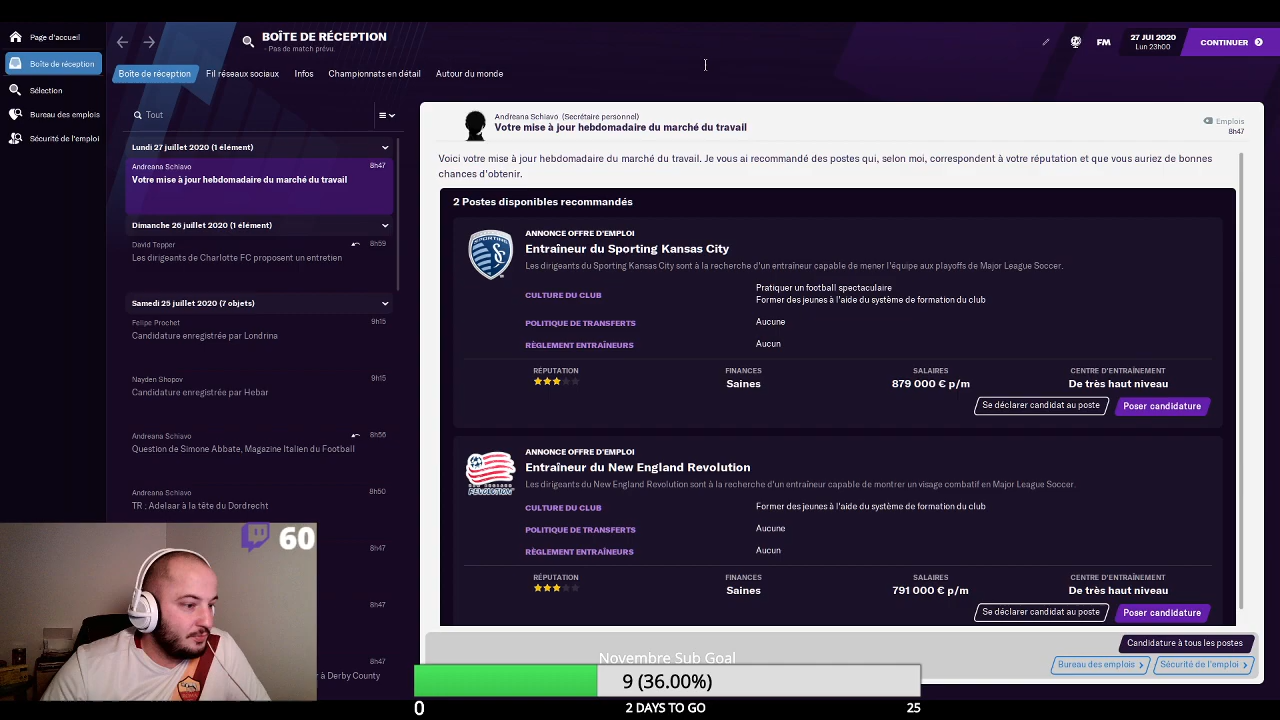 Page d'accueil
Boîte de réception
Sélection
Bureau des emplois
Sécurité de l'emploi
BOÎTE DE RÉCEPTION
- Pas de match prévu.
FM
27 JUI 2020
Lun 23h00
CONTINUER
Boîte de réception
Fil réseaux sociaux
Infos
Championnats en détail
Autour du monde
Tout
Lundi 27 juillet 2020 (1 élément)
Andreana Schiavo
8h47
Votre mise à jour hebdomadaire du marché du travail
Dimanche 26 juillet 2020 (1 élément)
David Tepper
8h59
Les dirigeants de Charlotte FC proposent un entretien
Samedi 25 juillet 2020 (7 objets)
Felipe Prochet
9h15
Candidature enregistrée par Londrina
Nayden Shopov
9h15
Candidature enregistrée par Hebar
Andreana Schiavo
8h56
Question de Simone Abbate, Magazine Italien du Football
Andreana Schiavo
8h50
TR : Adelaar à la tête du Dordrecht
8h47
8h47
8h47
r à Derby County
60
Andreana Schiavo (Secrétaire personnel)
Votre mise à jour hebdomadaire du marché du travail
Emplois
8h47
Voici votre mise à jour hebdomadaire du marché du travail. Je vous ai recommandé des postes qui, selon moi, correspondent à votre réputation et que vous auriez de bonnes
chances d'obtenir.
2 Postes disponibles recommandés
SPORTING
ANNONCE OFFRE D'EMPLOI
Entraîneur du Sporting Kansas City
Les dirigeants du Sporting Kansas City sont à la recherche d'un entraîneur capable de mener l'équipe aux playoffs de Major League Soccer.
CULTURE DU CLUB
Pratiquer un football spectaculaire
Former des jeunes à l'aide du système de formation du club
POLITIQUE DE TRANSFERTS
Aucune
RÈGLEMENT ENTRAÎNEURS
Aucun
RÉPUTATION
FINANCES
Saines
SALAIRES
879 000 € p/m
CENTRE D'ENTRAÎNEMENT
De très haut niveau
Se déclarer candidat au poste
Poser candidature
NEW ENGLAND
REVOLUTION
ANNONCE OFFRE D'EMPLOI
Entraîneur du New England Revolution
Les dirigeants du New England Revolution sont à la recherche d'un entraîneur capable de montrer un visage combatif en Major League Soccer.
CULTURE DU CLUB
Former des jeunes à l'aide du système de formation du club
POLITIQUE DE TRANSFERTS
Aucune
RÈGLEMENT ENTRAÎNEURS
Aucun
RÉPUTATION
FINANCES
Saines
SALAIRES
791 000 € p/m
CENTRE D'ENTRAÎNEMENT
De très haut niveau
Se déclarer candidat au poste
Poser candidature
Candidature à tous les postes
Bureau des emplois
Sécurité de l'emploi
Novembre Sub Goal
9 (36.00%)
0
2 DAYS TO GO
25